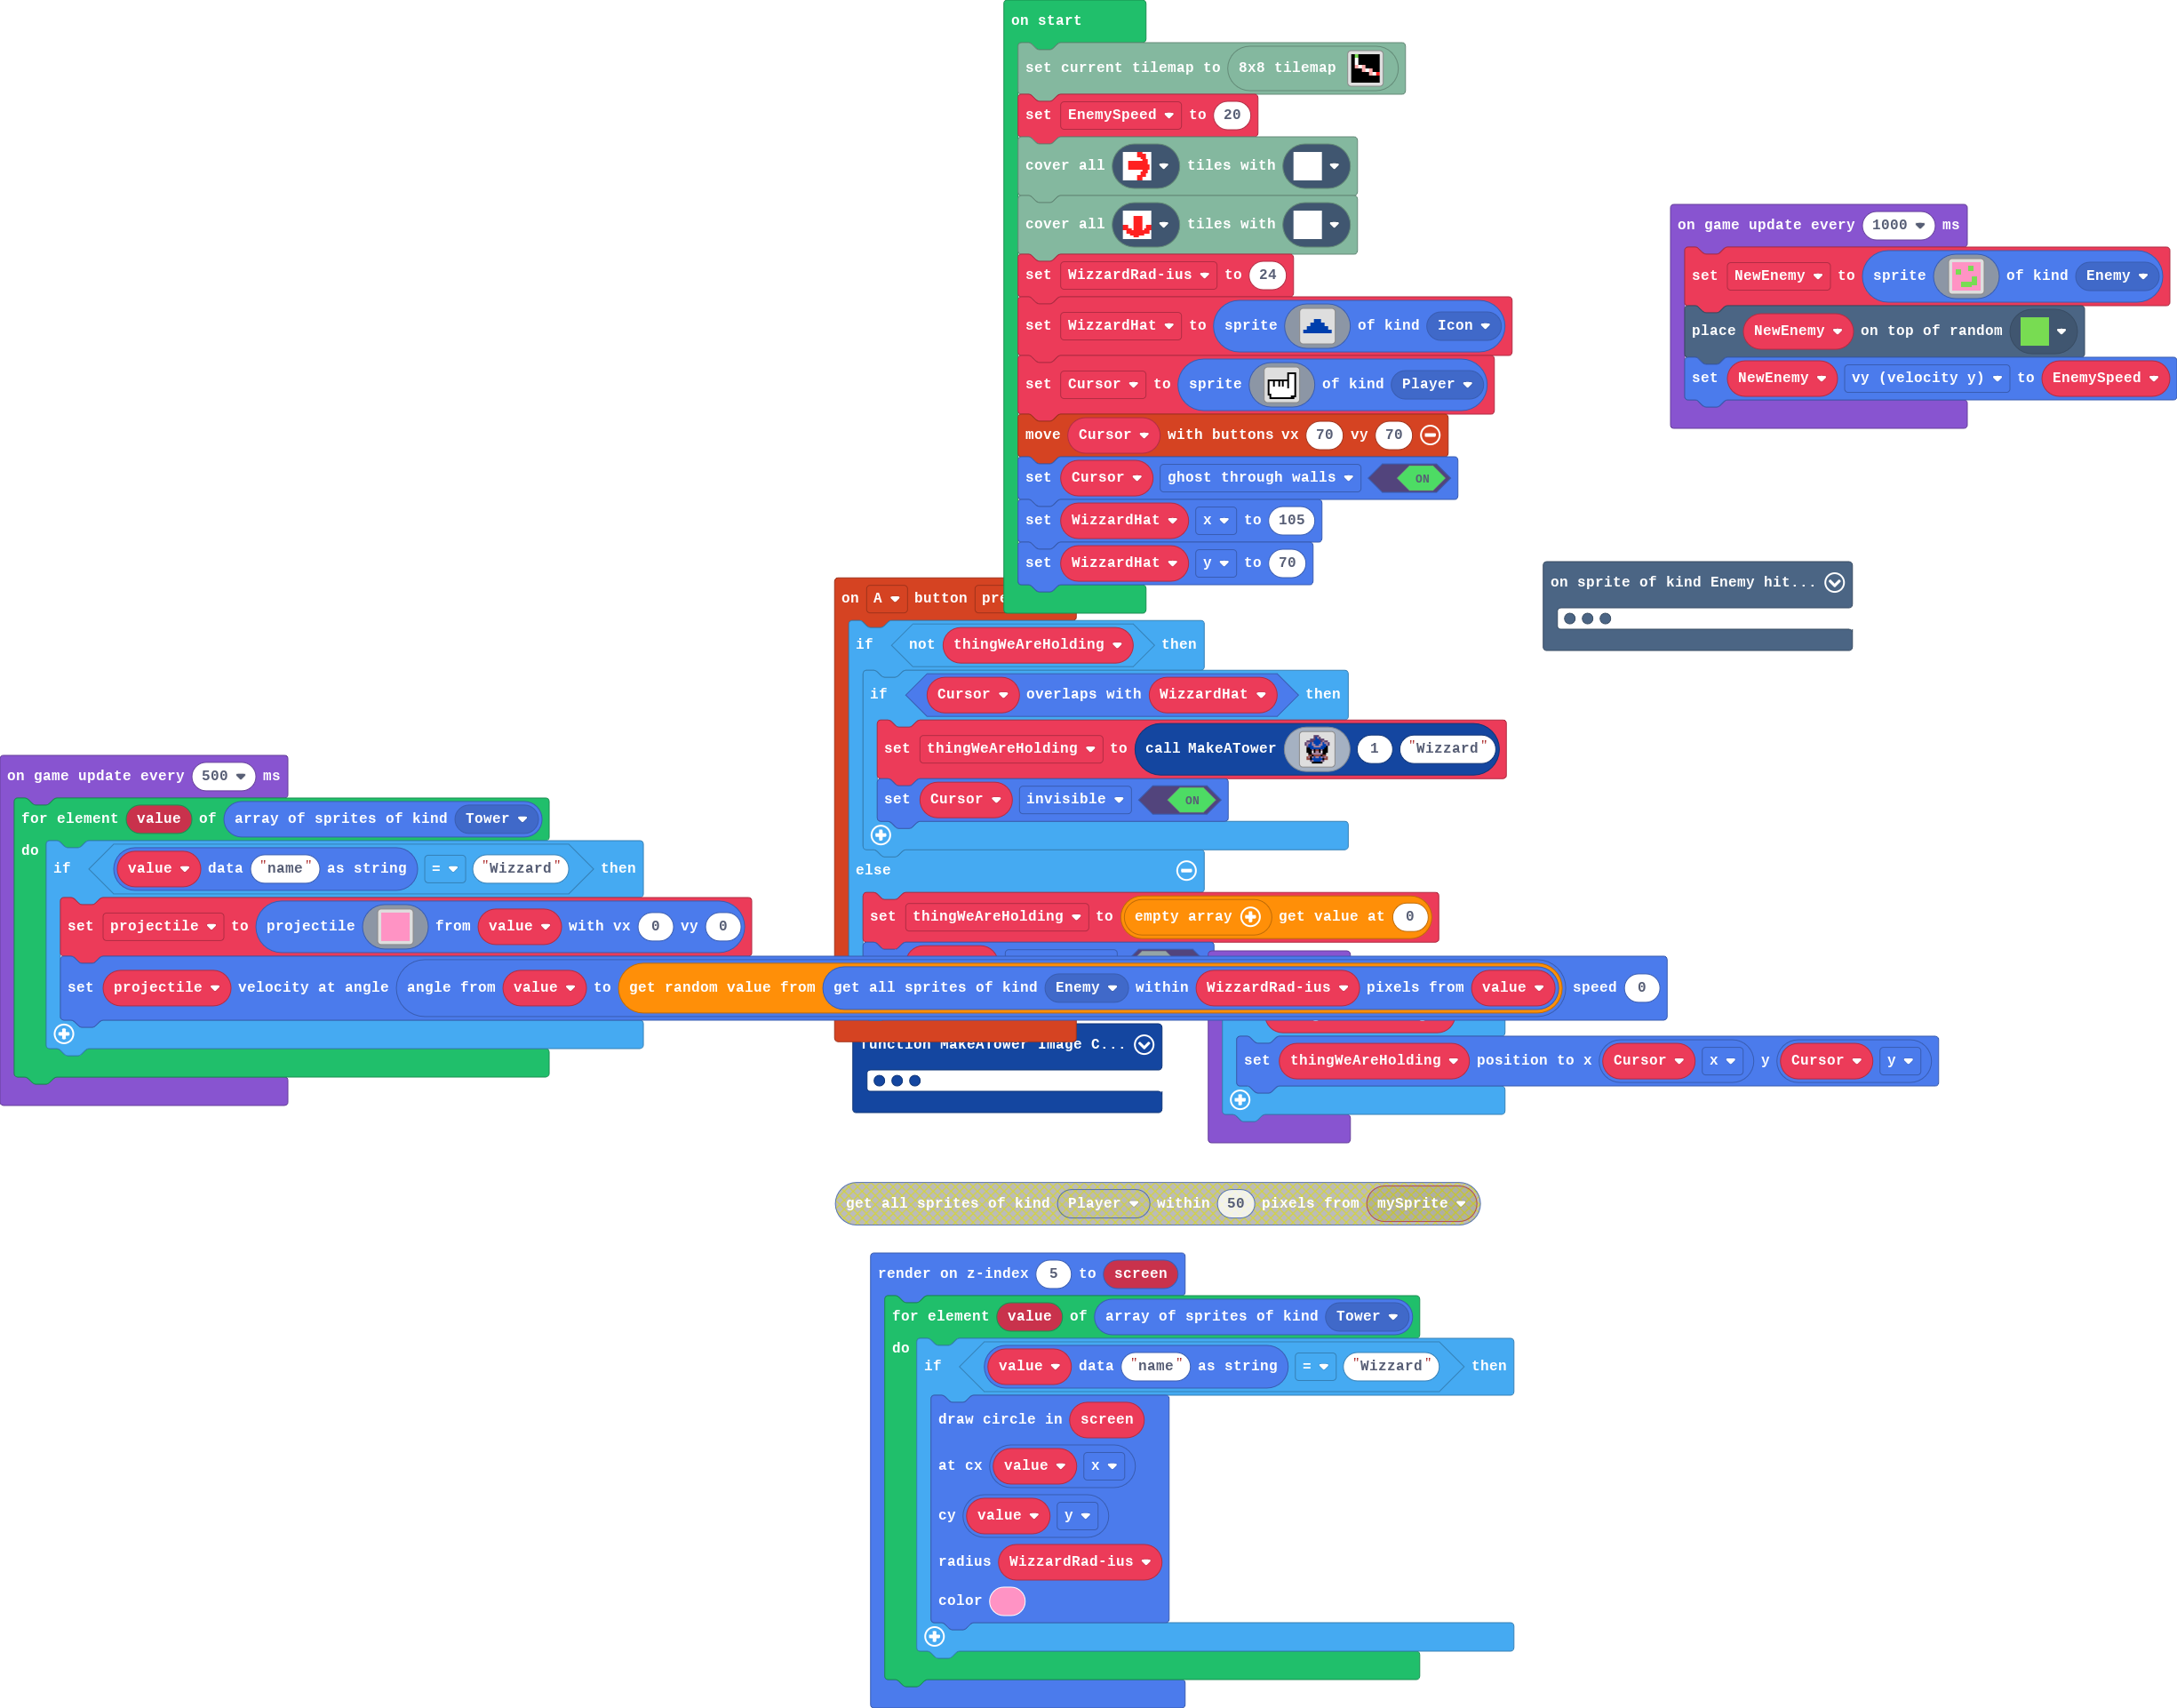 on start
set current tilemap to 8x8 tilemap
set EnemySpeed to 20
cover all tiles with
cover all tiles with
set WizzardRad-ius to 24
set WizzardHat to sprite of kind Icon
set Cursor to sprite of kind Player
move Cursor with buttons vx 70 vy 70
set Cursor ghost through walls ON
set WizzardHat x to 105
set WizzardHat y to 70
on game update every 1000 ms
set NewEnemy to sprite of kind Enemy
place NewEnemy on top of random
set NewEnemy vy (velocity y) to EnemySpeed
on sprite of kind Enemy hit...
on A button
if not thingWeAreHolding then
if Cursor overlaps with WizzardHat then
set thingWeAreHolding to call MakeATower 1 "Wizzard"
set Cursor invisible ON
else
set thingWeAreHolding to empty array get value at 0
on game update every 500 ms
for element value of array of sprites of kind Tower
do
if value data "name" as string = "Wizzard" then
set projectile to projectile from value with vx 0 vy 0
set projectile velocity at angle angle from value to get random value from get all sprites of kind Enemy within WizzardRad-ius pixels from value speed 0
function MakeATower Image C...
set thingWeAreHolding position to x Cursor x y Cursor y
get all sprites of kind Player within 50 pixels from mySprite
render on z-index 5 to screen
for element value of array of sprites of kind Tower
do
if value data "name" as string = "Wizzard" then
draw circle in screen
at cx value x
cy value y
radius WizzardRad-ius
color